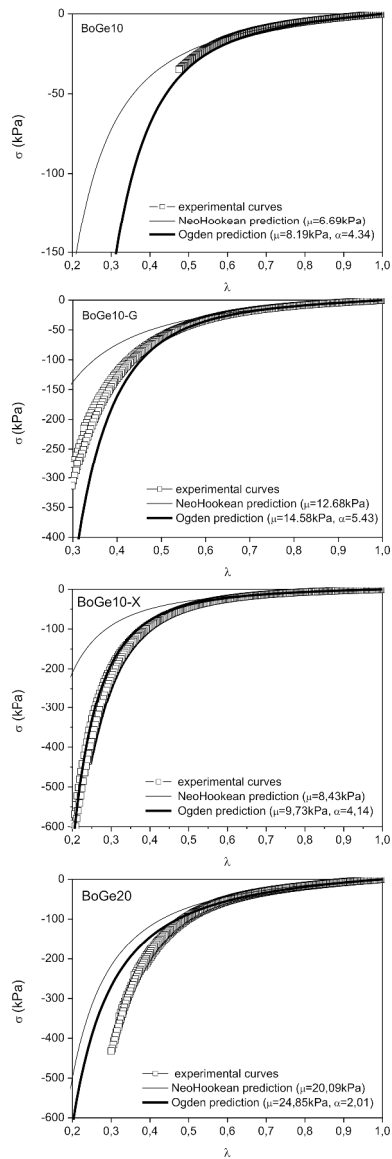 BoGe10
0
-50
-100
-150
σ (kPa)
experimental curves
NeoHookean prediction (μ=6.69kPa)
Ogden prediction (μ=8.19kPa, α=4.34)
0,2 0,3 0,4 0,5 0,6 0,7 0,8 0,9 1,0
λ
BoGe10-G
0
-50
-100
-150
-200
-250
-300
-350
-400
σ (kPa)
experimental curves
NeoHookean prediction (μ=12.68kPa)
Ogden prediction (μ=14.58kPa, α=5.43)
0,3 0,4 0,5 0,6 0,7 0,8 0,9 1,0
λ
BoGe10-X
0
-100
-200
-300
-400
-500
-600
σ (kPa)
experimental curves
NeoHookean prediction (μ=8,43kPa)
Ogden prediction (μ=9,73kPa, α=4,14)
0,2 0,3 0,4 0,5 0,6 0,7 0,8 0,9 1,0
λ
BoGe20
0
-100
-200
-300
-400
-500
-600
σ (kPa)
experimental curves
NeoHookean prediction (μ=20,09kPa)
Ogden prediction (μ=24,85kPa, α=2,01)
0,2 0,3 0,4 0,5 0,6 0,7 0,8 0,9 1,0
λ